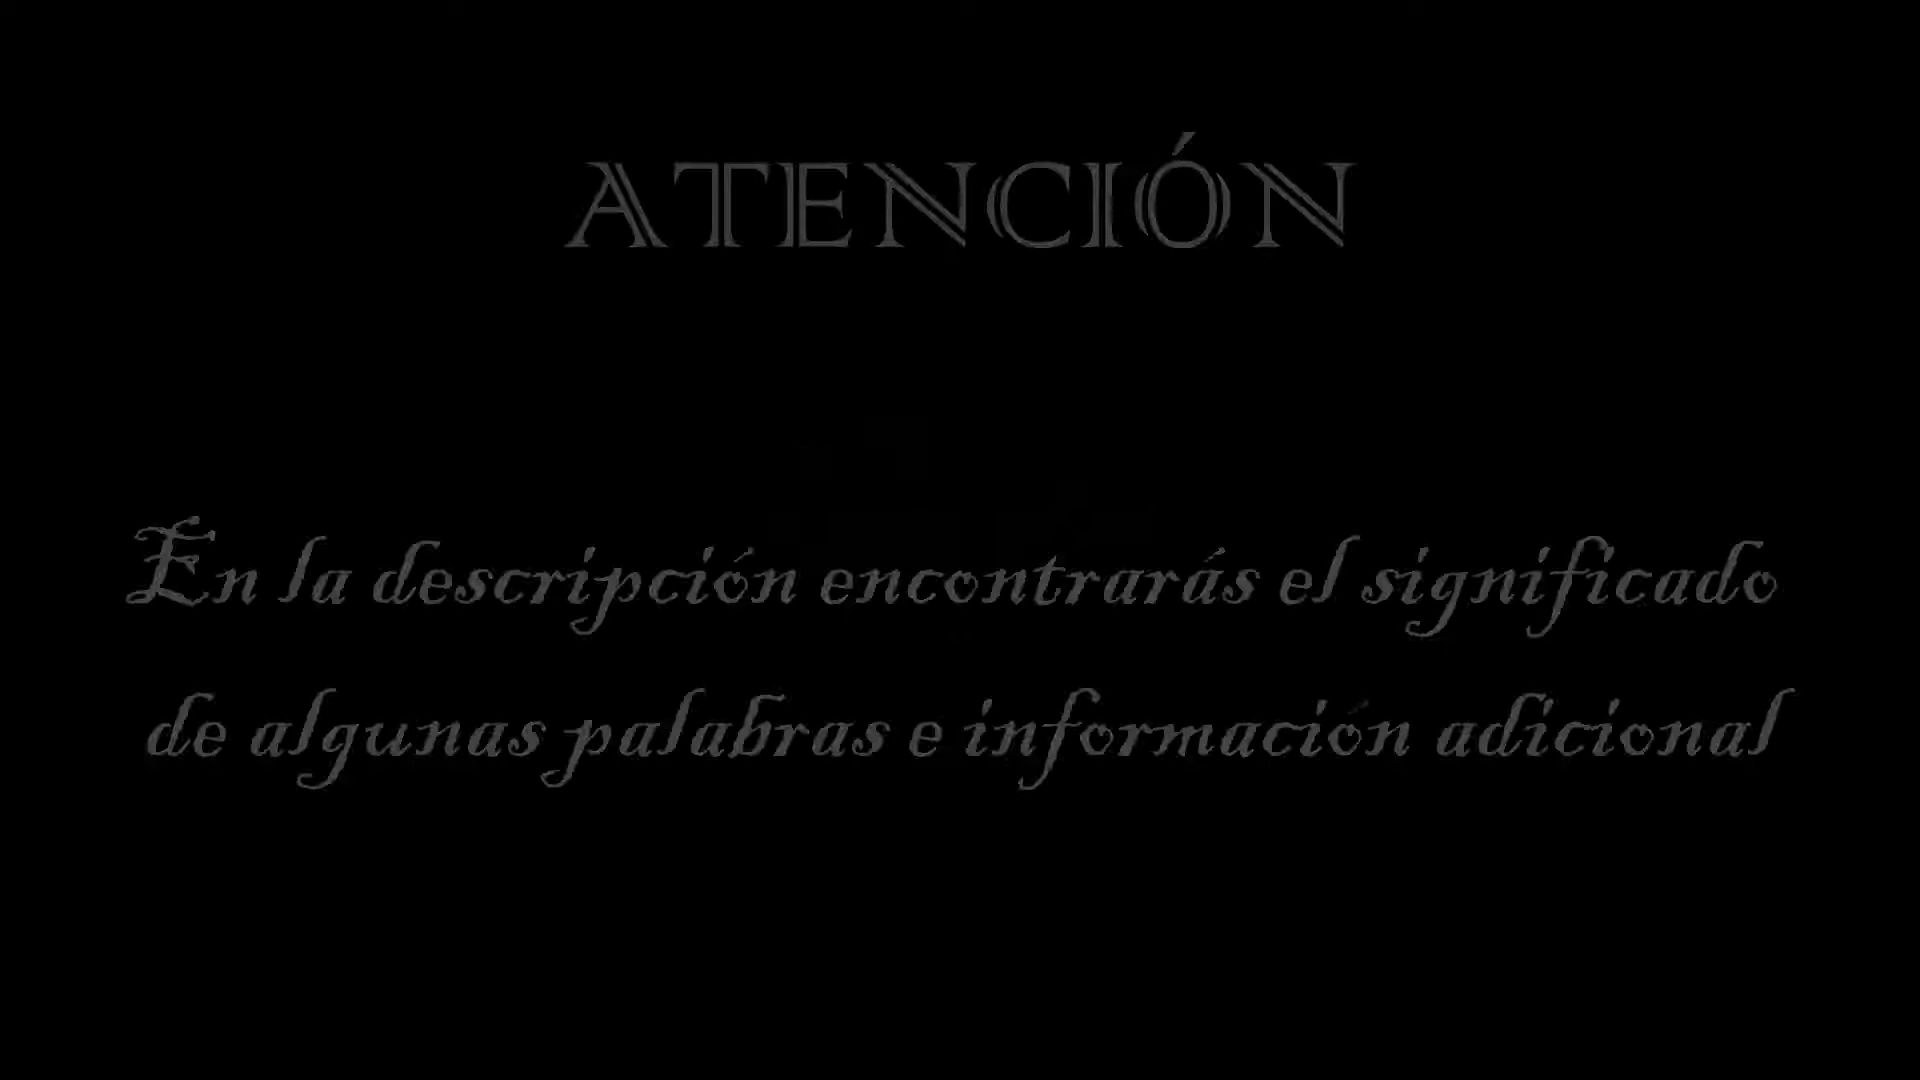 ATENCIÓN
En la descripción encontrarás el significado
de algunas palabras e información adicional